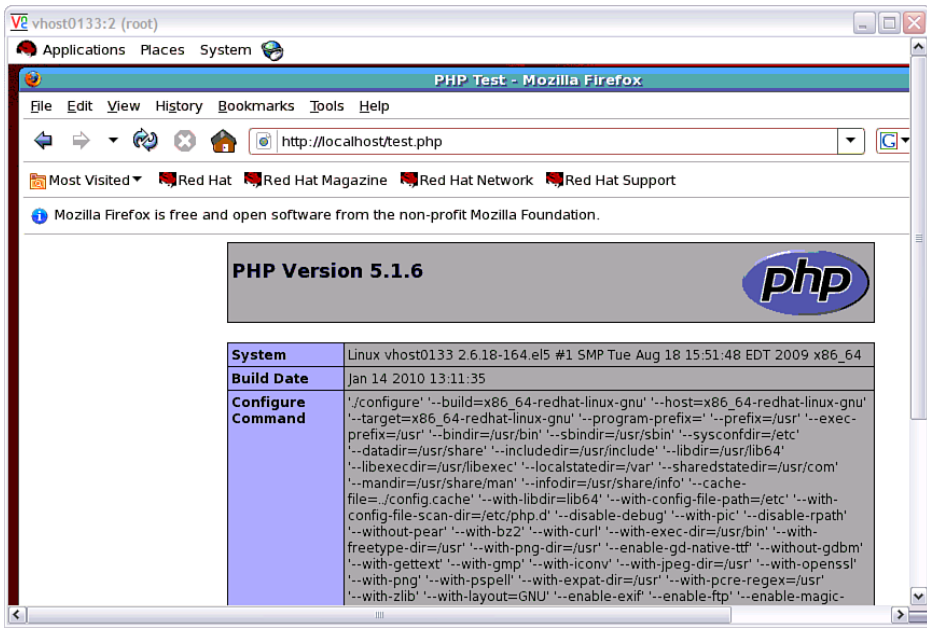 vhost0133:2 (root)
Applications Places System
PHP Test - Mozilla Firefox
File Edit View History Bookmarks Tools Help
http://localhost/test.php
G
Most Visited Red Hat Red Hat Magazine Red Hat Network Red Hat Support
Mozilla Firefox is free and open software from the non-profit Mozilla Foundation.
PHP Version 5.1.6
php
System Linux vhost0133 2.6.18-164.el5 #1 SMP Tue Aug 18 15:51:48 EDT 2009 x86_64
Build Date Jan 14 2010 13:11:35
Configure Command './configure' '--build=x86_64-redhat-linux-gnu' '--host=x86_64-redhat-linux-gnu'
'--target=x86_64-redhat-linux-gnu' '--program-prefix=' '--prefix=/usr' '--exec-
prefix=/usr' '--bindir=/usr/bin' '--sbindir=/usr/sbin' '--sysconfdir=/etc'
'--datadir=/usr/share' '--includedir=/usr/include' '--libdir=/usr/lib64'
'--libexecdir=/usr/libexec' '--localstatedir=/var' '--sharedstatedir=/usr/com'
'--mandir=/usr/share/man' '--infodir=/usr/share/info' '--cache-
file=../config.cache' '--with-libdir=lib64' '--with-config-file-path=/etc' '--with-
config-file-scan-dir=/etc/php.d' '--disable-debug' '--with-pic' '--disable-rpath'
'--without-pear' '--with-bz2' '--with-curl' '--with-exec-dir=/usr/bin' '--with-
freetype-dir=/usr' '--with-png-dir=/usr' '--enable-gd-native-ttf' '--without-gdbm'
'--with-gettext' '--with-gmp' '--with-iconv' '--with-jpeg-dir=/usr' '--with-openssl'
'--with-png' '--with-pspell' '--with-expat-dir=/usr' '--with-pcre-regex=/usr'
'--with-zlib' '--with-layout=GNU' '--enable-exif' '--enable-ftp' '--enable-magic-